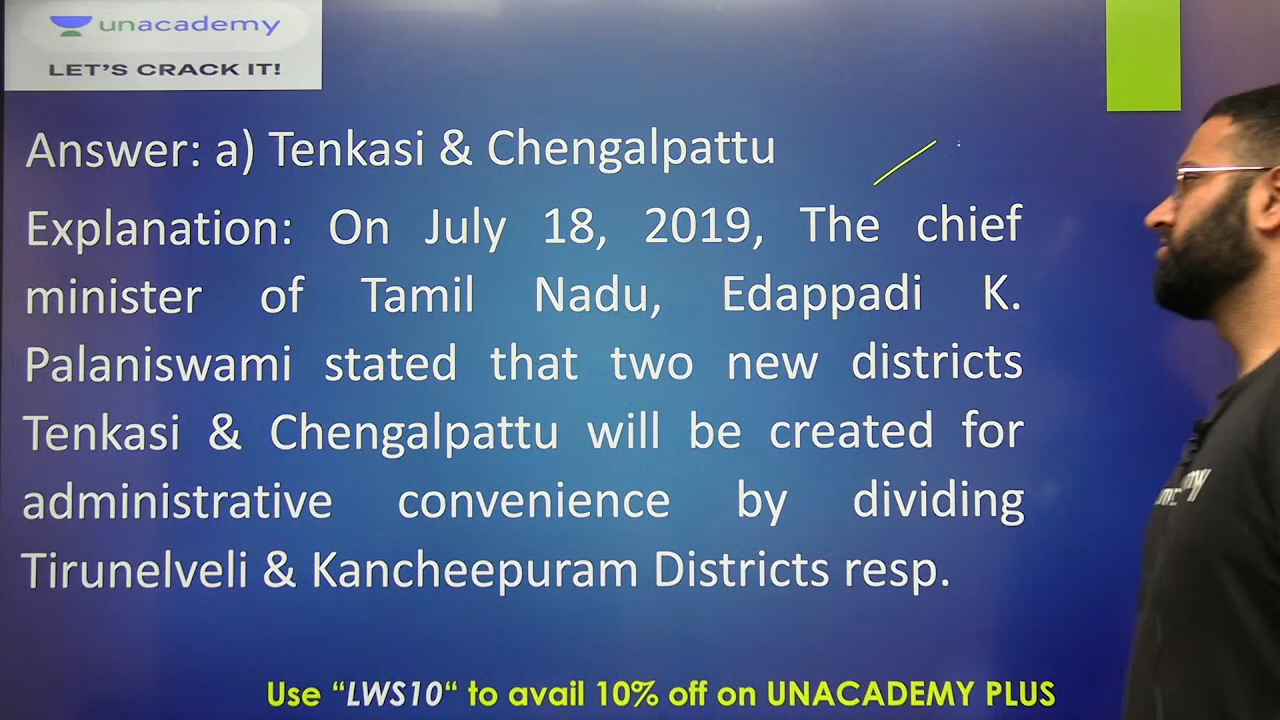 unacademy
LET'S CRACK IT!
Answer: a) Tenkasi & Chengalpattu
Explanation: On July 18, 2019, The chief
minister of Tamil Nadu, Edappadi K.
Palaniswami stated that two new districts
Tenkasi & Chengalpattu will be created for
administrative convenience by dividing
Tirunelveli & Kancheepuram Districts resp.
Use “LWS10“ to avail 10% off on UNACADEMY PLUS